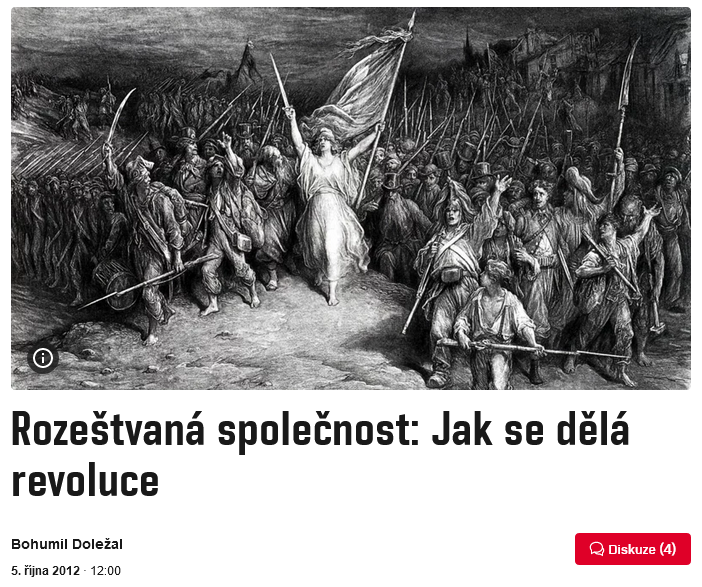 Rozeštvaná společnost: Jak se dělá
revoluce
Bohumil Doležal
Diskuze (4)
5. října 2012 · 12:00